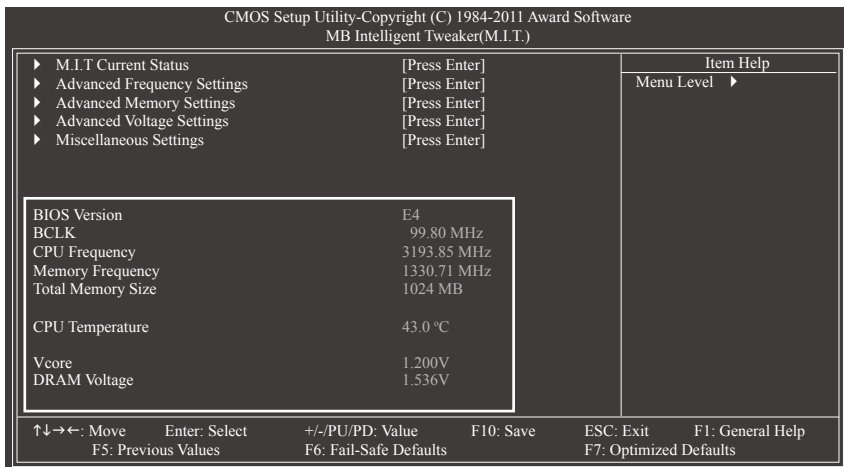 CMOS Setup Utility-Copyright (C) 1984-2011 Award Software
MB Intelligent Tweaker(M.I.T.)
M.I.T Current Status [Press Enter]
Advanced Frequency Settings [Press Enter]
Advanced Memory Settings [Press Enter]
Advanced Voltage Settings [Press Enter]
Miscellaneous Settings [Press Enter]
Item Help
Menu Level
BIOS Version E4
BCLK 99.80 MHz
CPU Frequency 3193.85 MHz
Memory Frequency 1330.71 MHz
Total Memory Size 1024 MB
CPU Temperature 43.0 °C
Vcore 1.200V
DRAM Voltage 1.536V
↑↓→←: Move Enter: Select +/-/PU/PD: Value F10: Save ESC: Exit F1: General Help
F5: Previous Values F6: Fail-Safe Defaults F7: Optimized Defaults